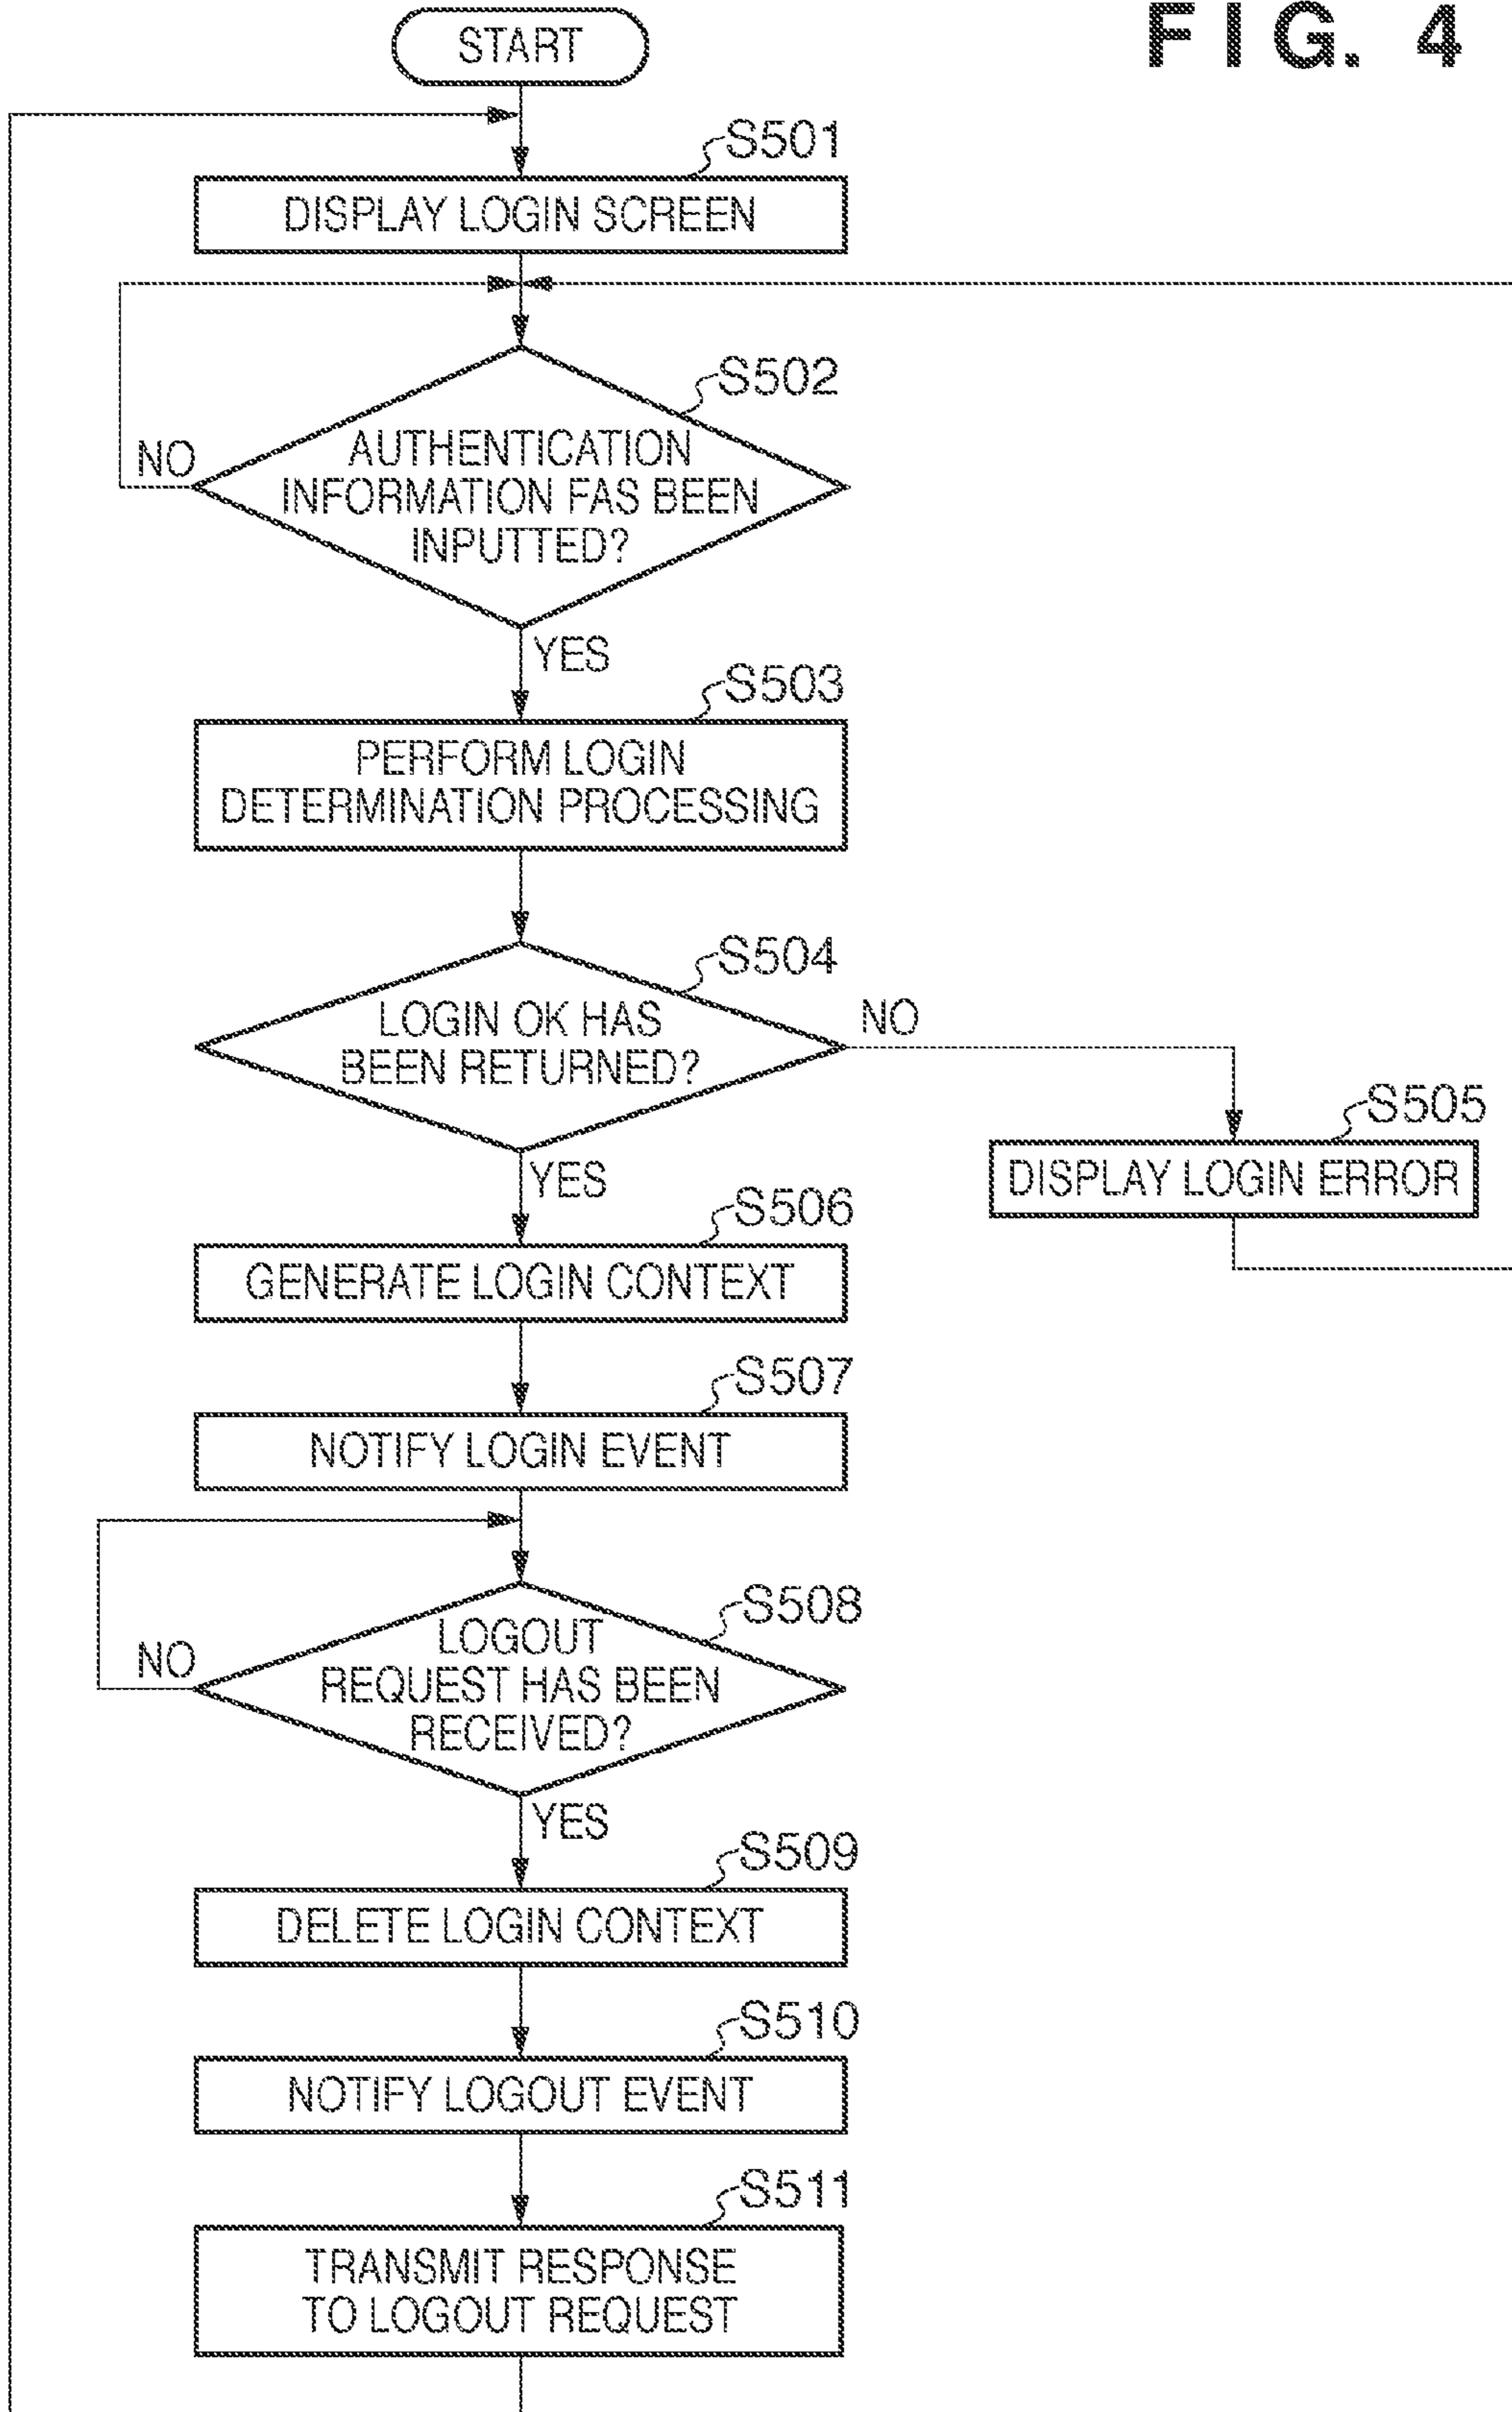 FIG. 4
START
S501
DISPLAY LOGIN SCREEN
S502
AUTHENTICATION
INFORMATION FAS BEEN
INPUTTED?
NO
YES
S503
PERFORM LOGIN
DETERMINATION PROCESSING
S504
LOGIN OK HAS
BEEN RETURNED?
NO
S505
DISPLAY LOGIN ERROR
YES
S506
GENERATE LOGIN CONTEXT
S507
NOTIFY LOGIN EVENT
S508
LOGOUT
REQUEST HAS BEEN
RECEIVED?
NO
YES
S509
DELETE LOGIN CONTEXT
S510
NOTIFY LOGOUT EVENT
S511
TRANSMIT RESPONSE
TO LOGOUT REQUEST